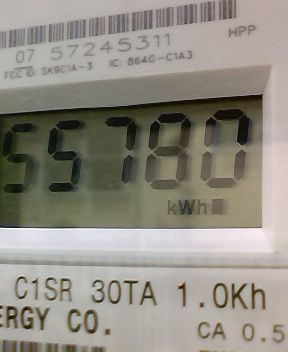 07 57245311 HPP
FCC ID: SK9C1A-3 IC: 864G-C1A3
55780
kWh
C1SR 30TA 1.0Kh
ERGY CO. CA 0.5